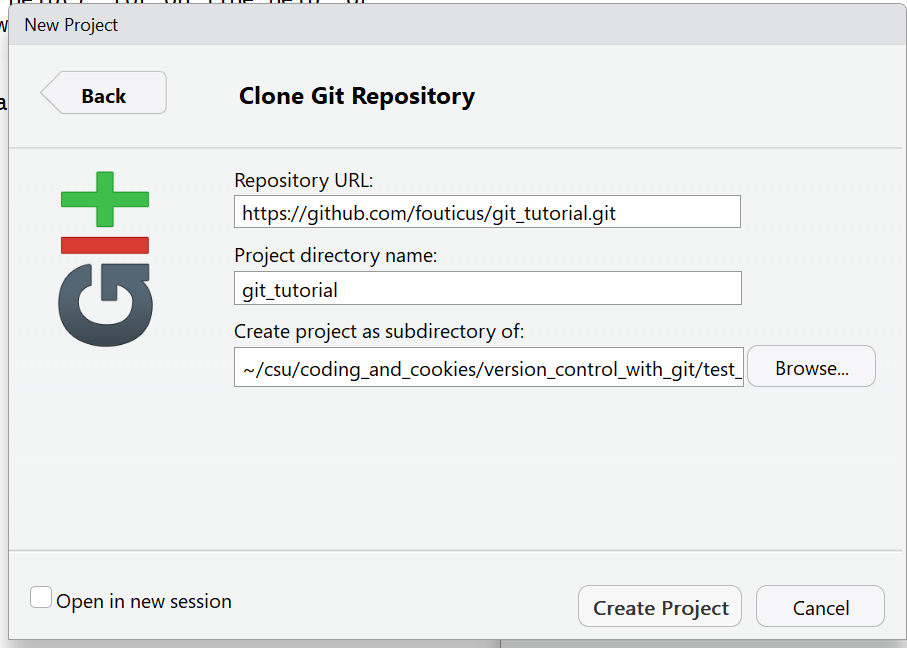 New Project
Back
Clone Git Repository
git
Repository URL:
https://github.com/fouticus/git_tutorial.git
Project directory name:
git_tutorial
Create project as subdirectory of:
~/csu/coding_and_cookies/version_control_with_git/test_
Browse...
Open in new session
Create Project
Cancel